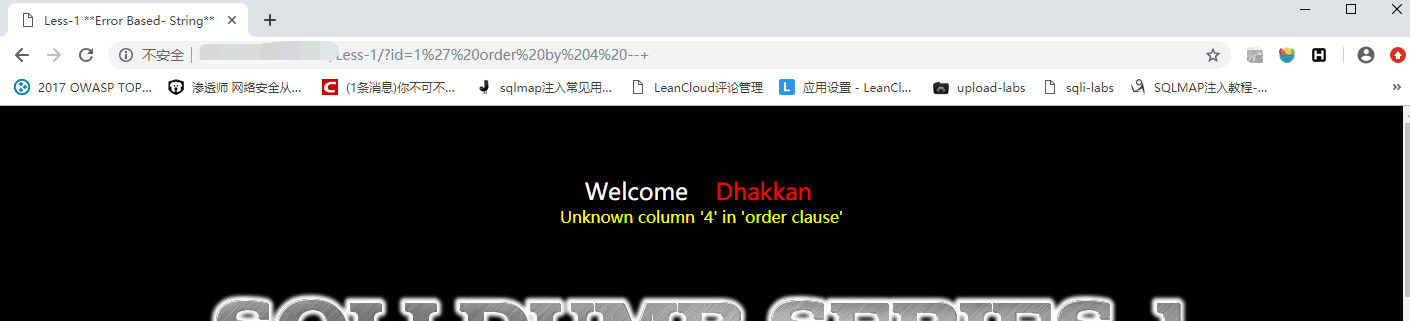 Less-1 **Error Based- String**
不安全 Less-1/?id=1%27%20order%20by%204%20--+
2017 OWASP TOP... 渗透师 网络安全从... (1条消息)你不可不... sqlmap注入常见用... LeanCloud评论管理 应用设置 - LeanCl... upload-labs sqli-labs SQLMAP注入教程-... »
Welcome Dhakkan
Unknown column '4' in 'order clause'